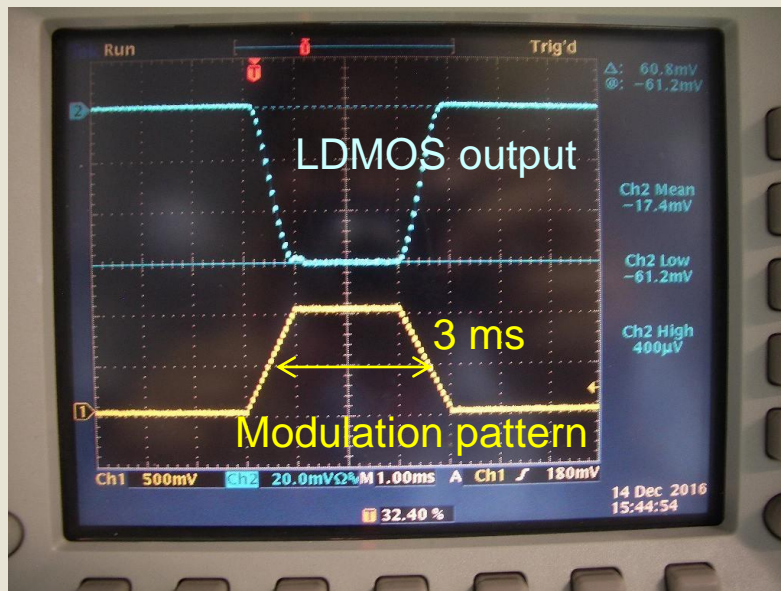 Run Trig'd
Δ: 60.8mV
@: -61.2mV
2
LDMOS output
Ch2 Mean
-17.4mV
Ch2 Low
-61.2mV
Ch2 High
400µV
3 ms
1
Modulation pattern
Ch1 500mV Ch2 20.0mVΩ M 1.00ms A Ch1 180mV
14 Dec 2016
15:44:54
T 32.40 %